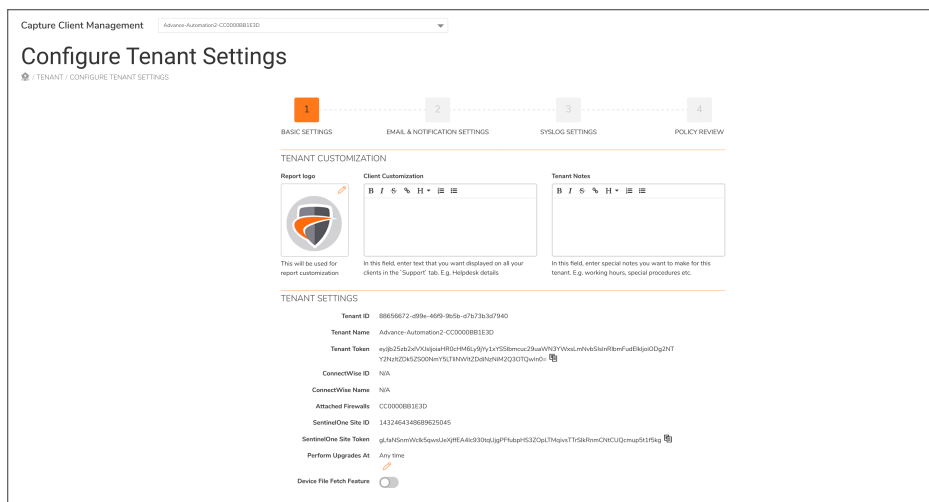 Capture Client Management
Advance-Automation2-CC0000BB1E3D
Configure Tenant Settings
/ TENANT / CONFIGURE TENANT SETTINGS
1 2 3 4
BASIC SETTINGS EMAIL & NOTIFICATION SETTINGS SYSLOG SETTINGS POLICY REVIEW
TENANT CUSTOMIZATION
Report logo Client Customization Tenant Notes
B I S H B I S H
This will be used for report customization
In this field, enter text that you want displayed on all your
clients in the `Support` tab. E.g. Helpdesk details
In this field, enter special notes you want to make for this
tenant. E.g. working hours, special procedures etc.
TENANT SETTINGS
Tenant ID 88656672-d99e-46f9-9b5b-d7b73b3d7940
Tenant Name Advance-Automation2-CC0000BB1E3D
Tenant Token
ConnectWise ID N/A
ConnectWise Name N/A
Attached Firewalls CC0000BB1E3D
SentinelOne Site ID 1432464348689625045
SentinelOne Site Token
Perform Upgrades At Any time
Device File Fetch Feature